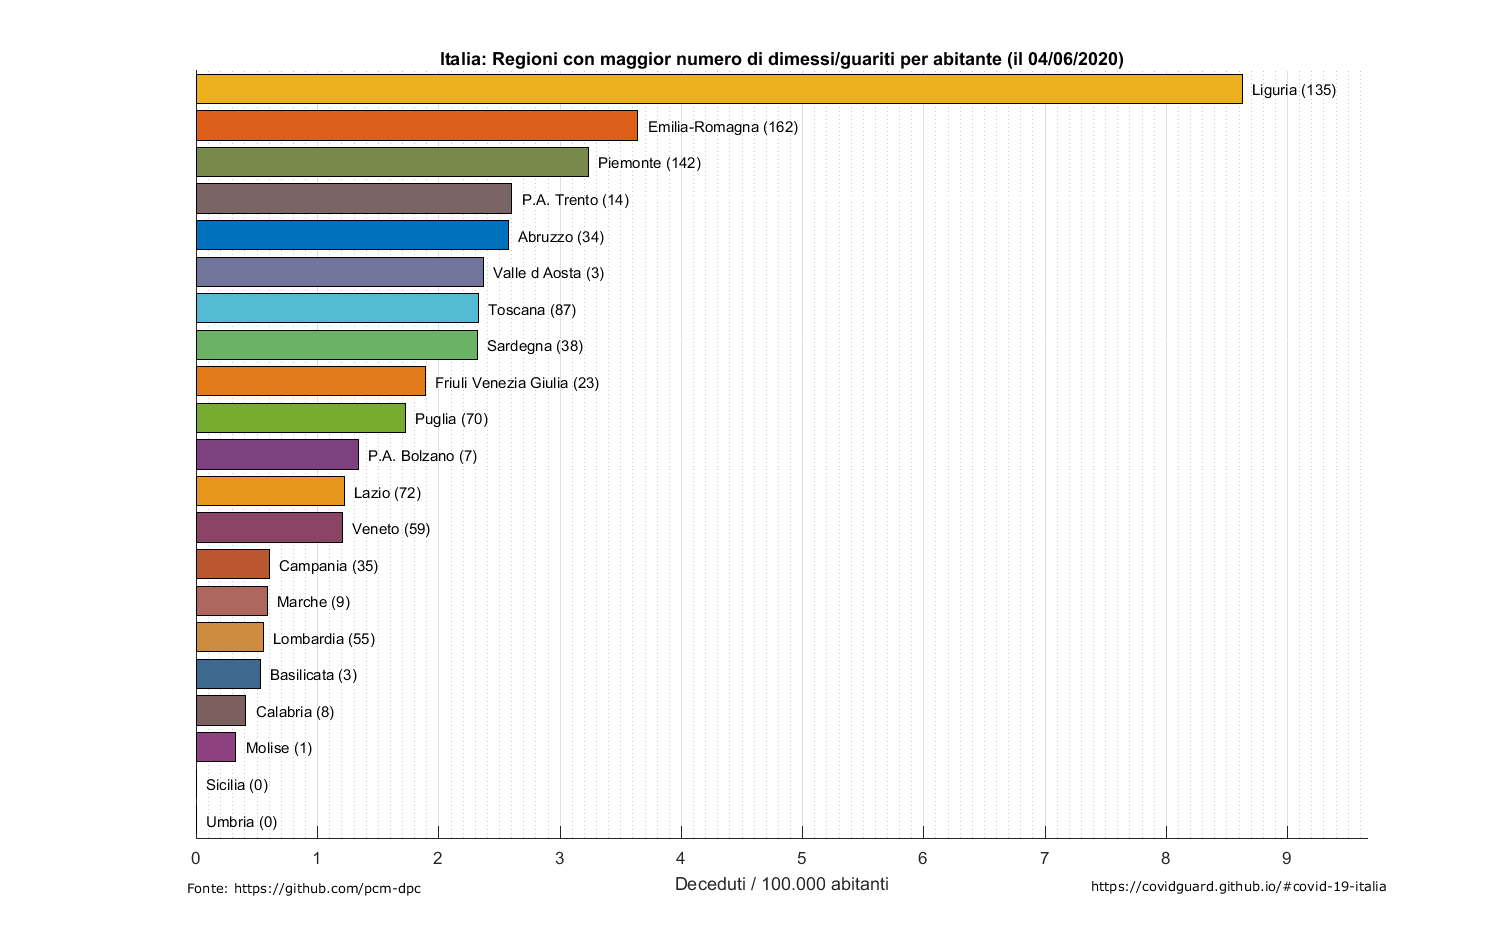 Italia: Regioni con maggior numero di dimessi/guariti per abitante (il 04/06/2020)
Liguria (135)
Emilia-Romagna (162)
Piemonte (142)
P.A. Trento (14)
Abruzzo (34)
Valle d Aosta (3)
Toscana (87)
Sardegna (38)
Friuli Venezia Giulia (23)
Puglia (70)
P.A. Bolzano (7)
Lazio (72)
Veneto (59)
Campania (35)
Marche (9)
Lombardia (55)
Basilicata (3)
Calabria (8)
Molise (1)
Sicilia (0)
Umbria (0)
0 1 2 3 4 5 6 7 8 9
Deceduti / 100.000 abitanti
Fonte: https://github.com/pcm-dpc
https://covidguard.github.io/#covid-19-italia